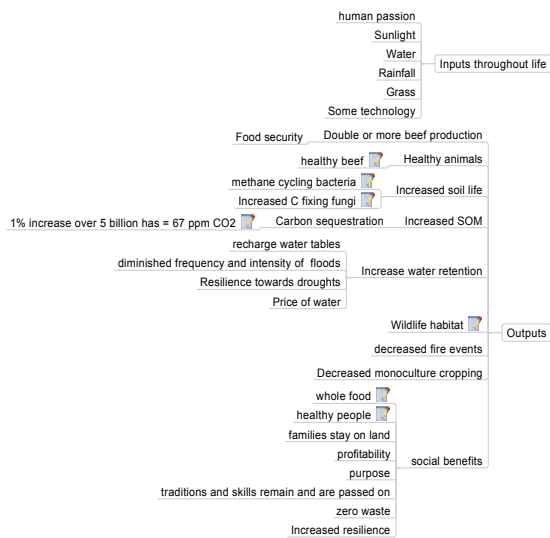 human passion
Sunlight
Water
Rainfall
Grass
Some technology
Inputs throughout life
Food security
Double or more beef production
healthy beef
Healthy animals
methane cycling bacteria
Increased C fixing fungi
Increased soil life
1% increase over 5 billion has = 67 ppm CO2
Carbon sequestration
Increased SOM
recharge water tables
diminished frequency and intensity of floods
Resilience towards droughts
Price of water
Increase water retention
Wildlife habitat
Outputs
decreased fire events
Decreased monoculture cropping
whole food
healthy people
families stay on land
profitability
purpose
traditions and skills remain and are passed on
zero waste
Increased resilience
social benefits